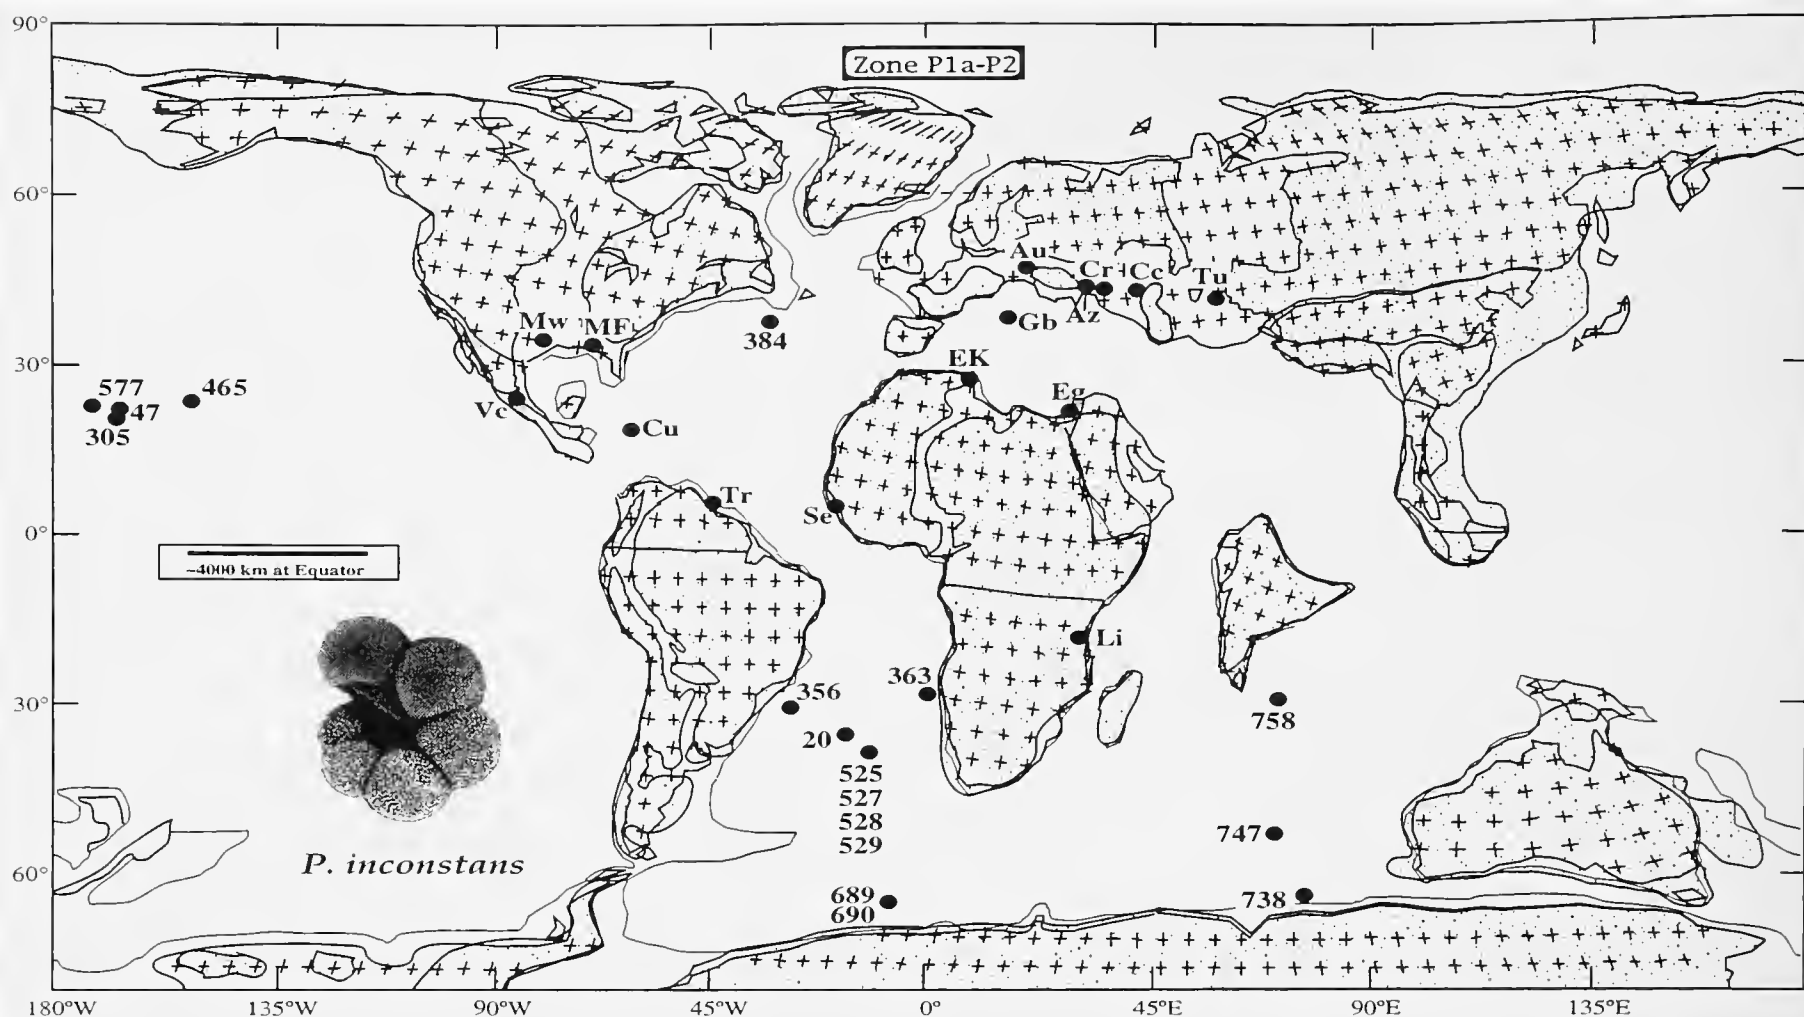 90°
Zone P1a-P2
60°
Au
Cr
Cc
Tu
Mw
MF
384
Gb
Az
30°
EK
577
465
47
305
Vc
Cu
Eg
Tr
Se
0°
~4000 km at Equator
Li
356
363
30°
20
758
525
527
528
529
747
P. inconstans
60°
689
690
738
180°W
135°W
90°W
45°W
0°
45°E
90°E
135°E